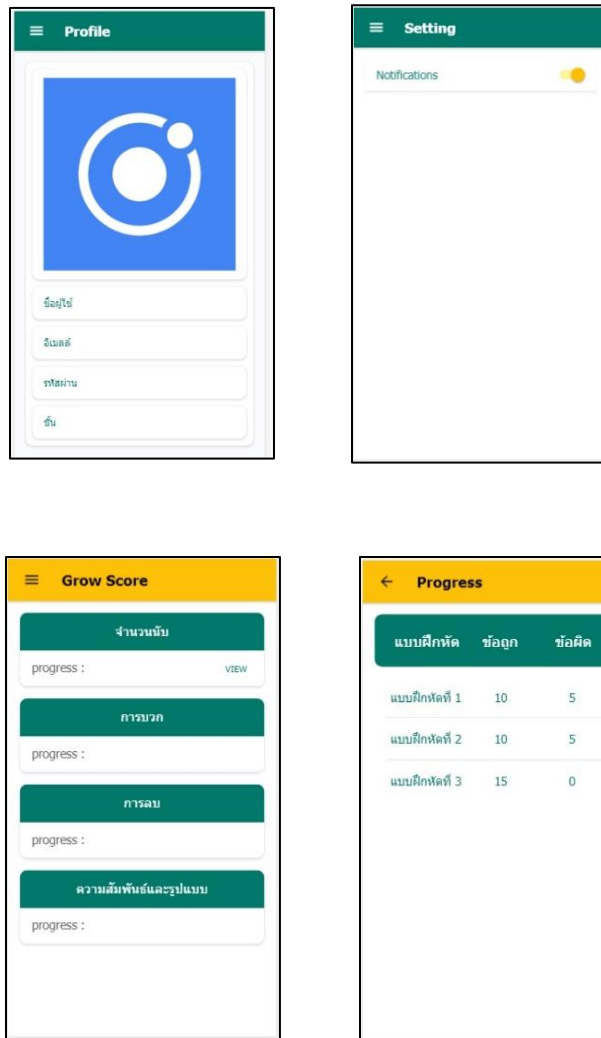 Profile
ชื่อผู้ใช้
อีเมลล์
รหัสผ่าน
ชั้น
Setting
Notifications
Grow Score
จำนวนนับ
progress :
VIEW
การบวก
progress :
การลบ
progress :
ความสัมพันธ์และรูปแบบ
progress :
Progress
แบบฝึกหัด ข้อถูก ข้อผิด
แบบฝึกหัดที่ 1 10 5
แบบฝึกหัดที่ 2 10 5
แบบฝึกหัดที่ 3 15 0